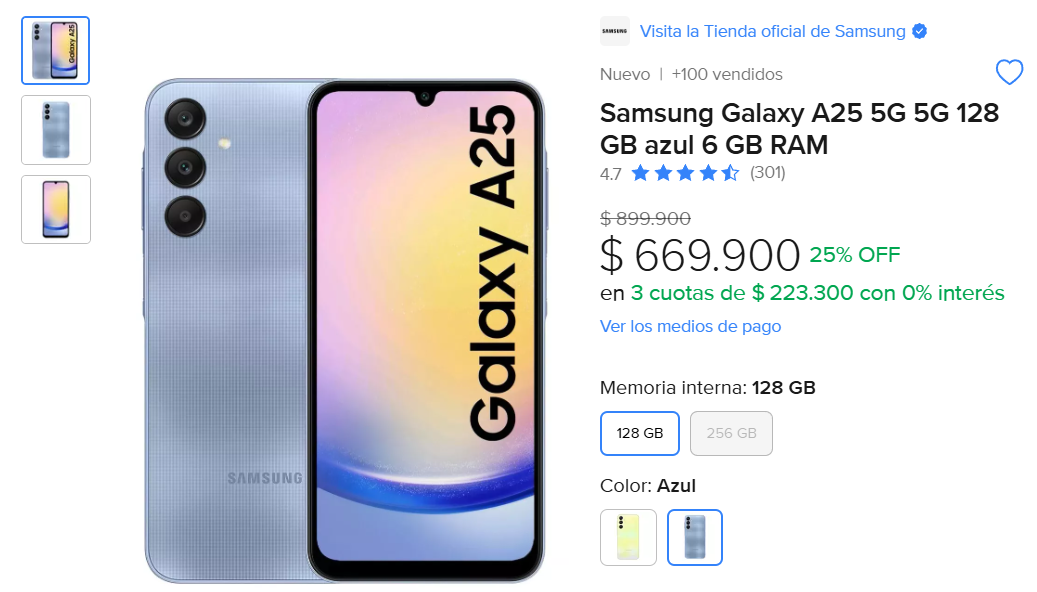 SAMSUNG Visita la Tienda oficial de Samsung
Nuevo | +100 vendidos
Samsung Galaxy A25 5G 5G 128
GB azul 6 GB RAM
4.7 (301)
$ 899.900
$ 669.900 25% OFF
en 3 cuotas de $ 223.300 con 0% interés
Ver los medios de pago
Memoria interna: 128 GB
128 GB 256 GB
Color: Azul
Galaxy A25
SAMSUNG
Galaxy A25